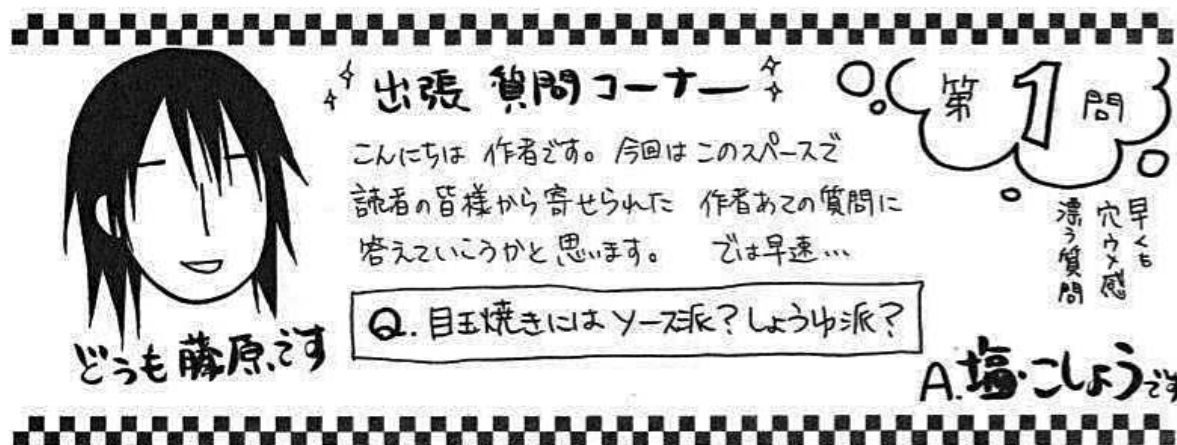 出張 質問コーナー
第1問
こんにちは 作者です。今回はこのスペースで
読者の皆様から寄せられた 作者あての質問に
答えていこうかと思います。 では早速…
早くも
穴ウメ感
漂う質問
Q. 目玉焼きにはソース派?しょうゆ派?
どうも藤原です
A.塩・こしょうです